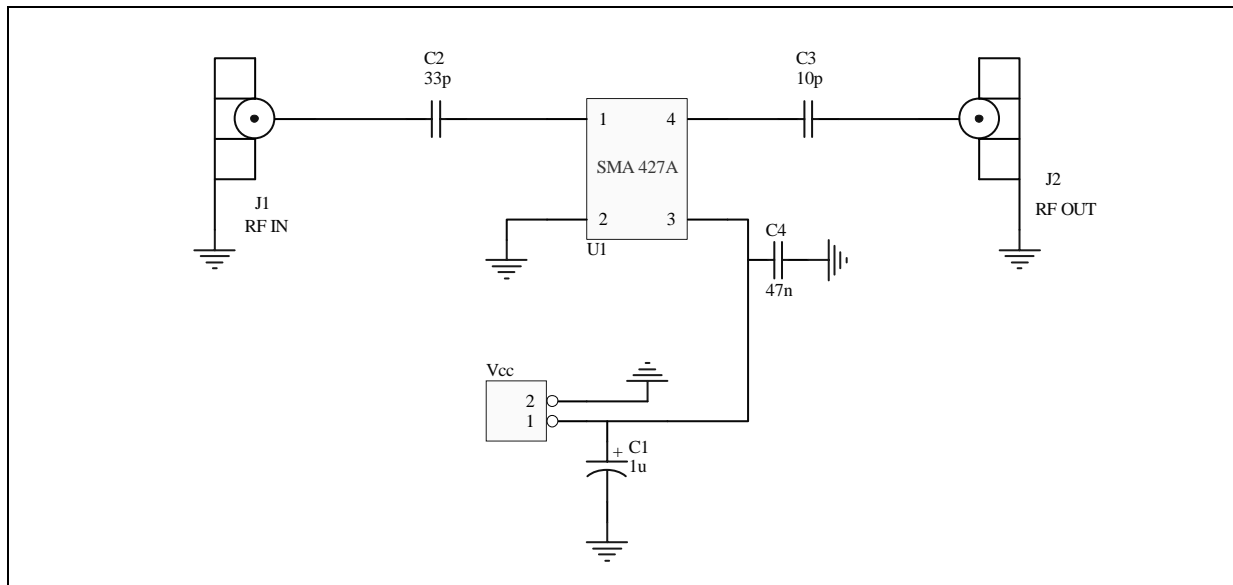 C2
33p
C3
10p
1
4
SMA 427A
2
3
U1
J1
RF IN
J2
RF OUT
C4
47n
Vcc
2
1
+
C1
1u